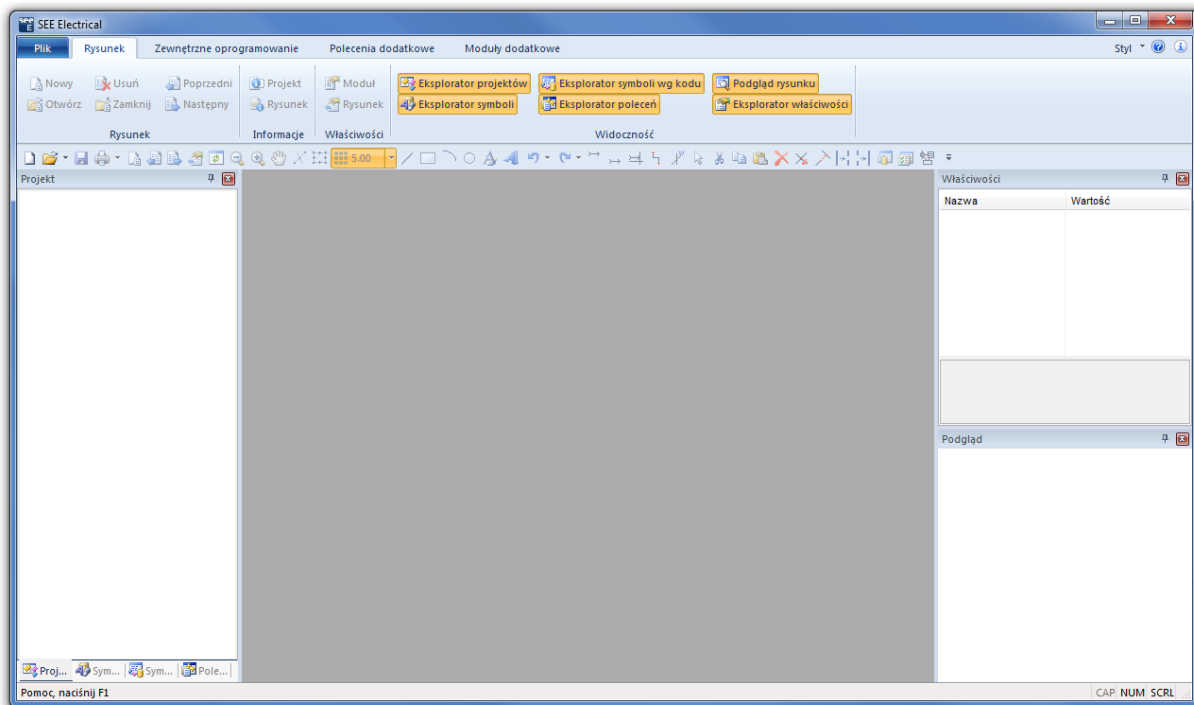 SEE Electrical
Plik Rysunek Zewnętrzne oprogramowanie Polecenia dodatkowe Moduły dodatkowe Styl
Nowy Usuń Poprzedni Projekt Moduł Eksplorator projektów Eksplorator symboli wg kodu Podgląd rysunku
Otwórz Zamknij Następny Rysunek Rysunek Eksplorator symboli Eksplorator poleceń Eksplorator właściwości
Rysunek Informacje Właściwości Widoczność
5.00
Projekt Właściwości
Nazwa Wartość
Podgląd
Proj... Sym... Sym... Pole...
Pomoc, naciśnij F1 CAP NUM SCRL